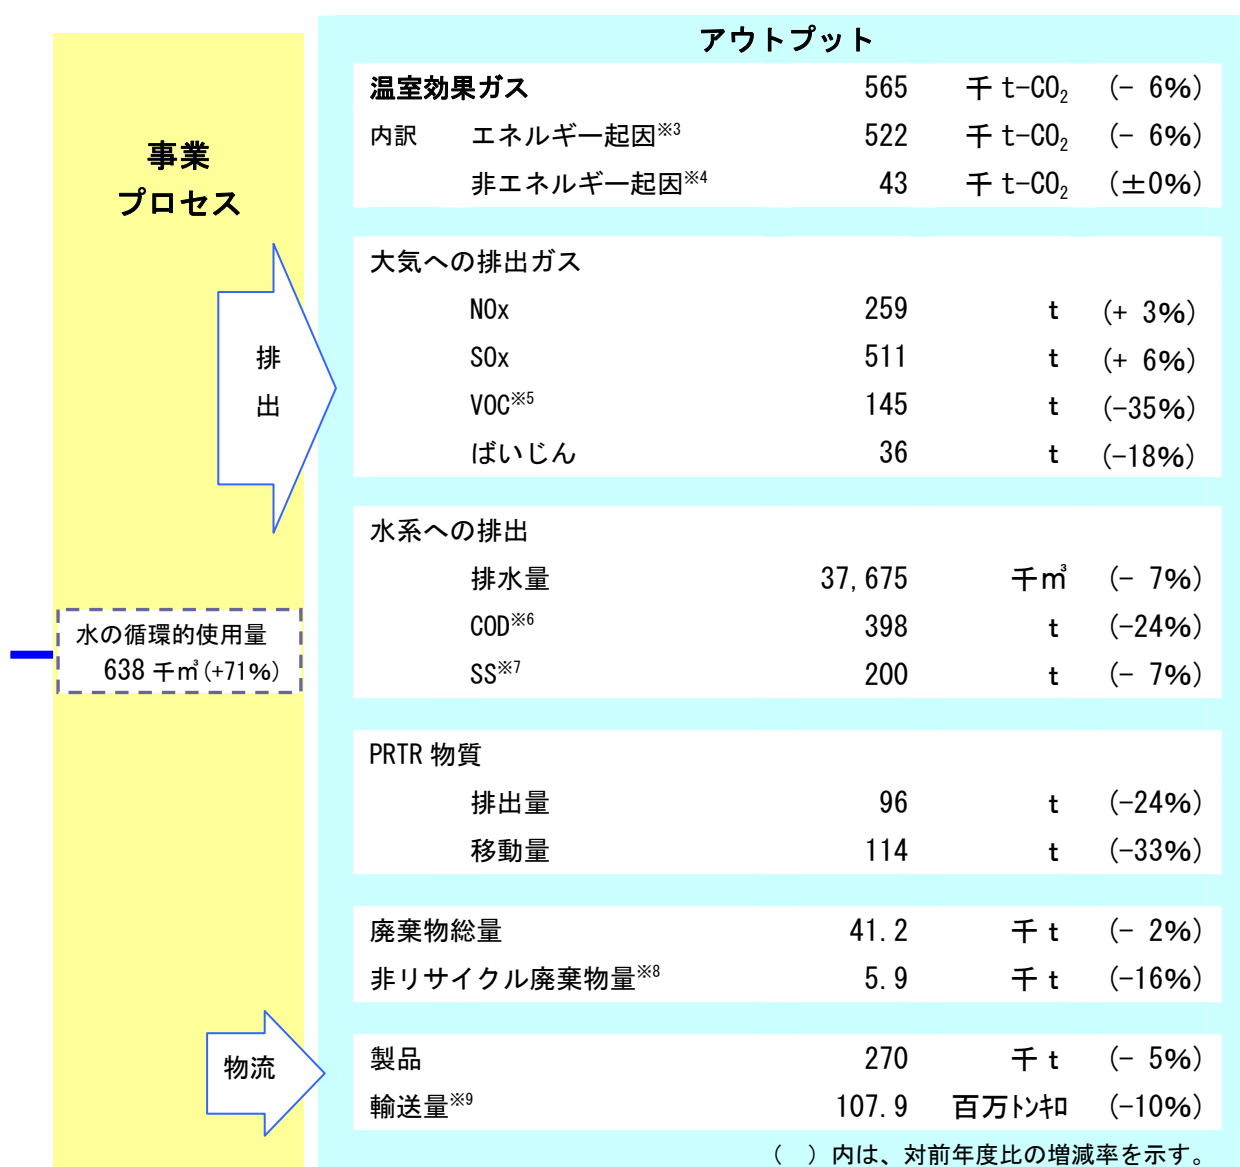 アウトプット
事業
プロセス
温室効果ガス 565 千t-CO₂ (- 6%)
内訳 エネルギー起因※3 522 千t-CO₂ (- 6%)
非エネルギー起因※4 43 千t-CO₂ (±0%)
排
出
大気への排出ガス
NOx 259 t (+ 3%)
SOx 511 t (+ 6%)
VOC※5 145 t (-35%)
ばいじん 36 t (-18%)
水系への排出
排水量 37,675 千㎥ (- 7%)
COD※6 398 t (-24%)
SS※7 200 t (- 7%)
水の循環的使用量
638 千㎥(+71%)
PRTR 物質
排出量 96 t (-24%)
移動量 114 t (-33%)
廃棄物総量 41.2 千t (- 2%)
非リサイクル廃棄物量※8 5.9 千t (-16%)
物流
製品 270 千t (- 5%)
輸送量※9 107.9 百万トンキロ (-10%)
( )内は、対前年度比の増減率を示す。